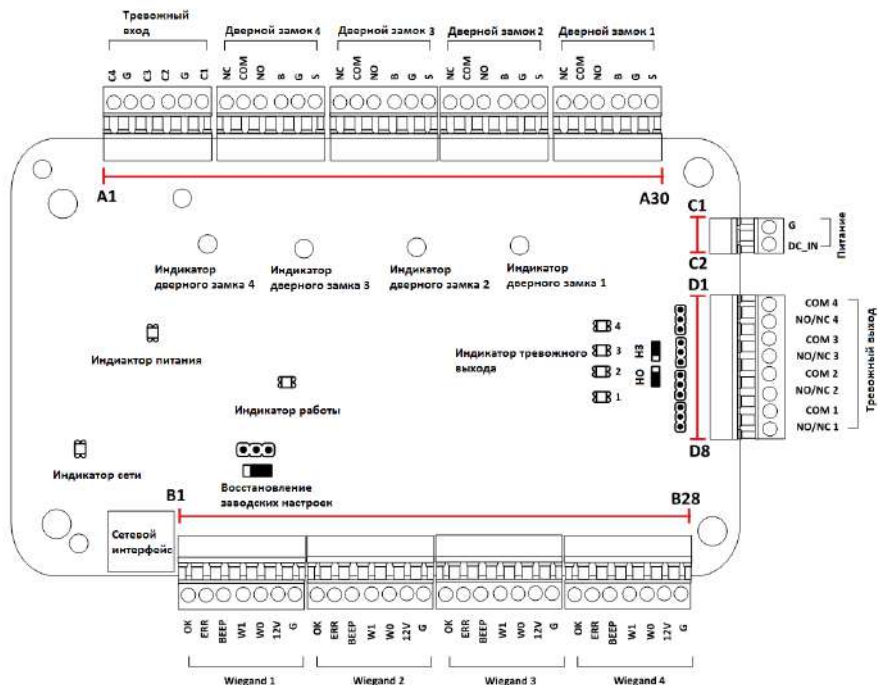 Тревожный
вход
Дверной замок 4
Дверной замок 3
Дверной замок 2
Дверной замок 1
C4 G C3 C2 G C1
NC COM NO B G S
NC COM NO B G S
NC COM NO B G S
NC COM NO B G S
A1
A30
C1
G
DC_IN
Питание
C2
D1
Индикатор
дверного замка 4
Индикатор
дверного замка 3
Индикатор
дверного замка 2
Индикатор
дверного замка 1
COM 4
NO/NC 4
COM 3
NO/NC 3
COM 2
NO/NC 2
COM 1
NO/NC 1
Тревожный выход
4
3
2
1
НЗ
НО
Индикатор тревожного
выхода
Индиактор питания
Индикатор работы
Индикатор сети
D8
Восстановление
заводских настроек
B1
B28
Сетевой
интерфейс
OK ERR BEEP W1 W0 12V G
OK ERR BEEP W1 W0 12V G
OK ERR BEEP W1 W0 12V G
OK ERR BEEP W1 W0 12V G
Wiegand 1
Wiegand 2
Wiegand 3
Wiegand 4